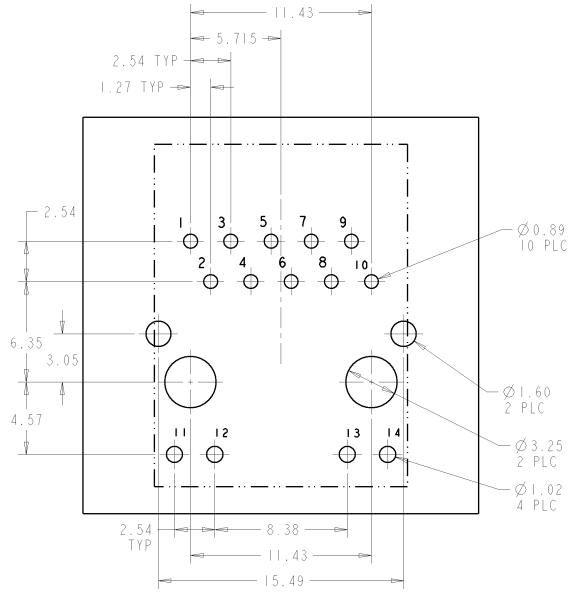 11.43
5.715
2.54 TYP
1.27 TYP
2.54
1 3 5 7 9
Ø0.89
10 PLC
2 4 6 8 10
6.35
3.05
Ø1.60
2 PLC
4.57
11 12 13 14
Ø3.25
2 PLC
Ø1.02
4 PLC
2.54
TYP
8.38
11.43
15.49